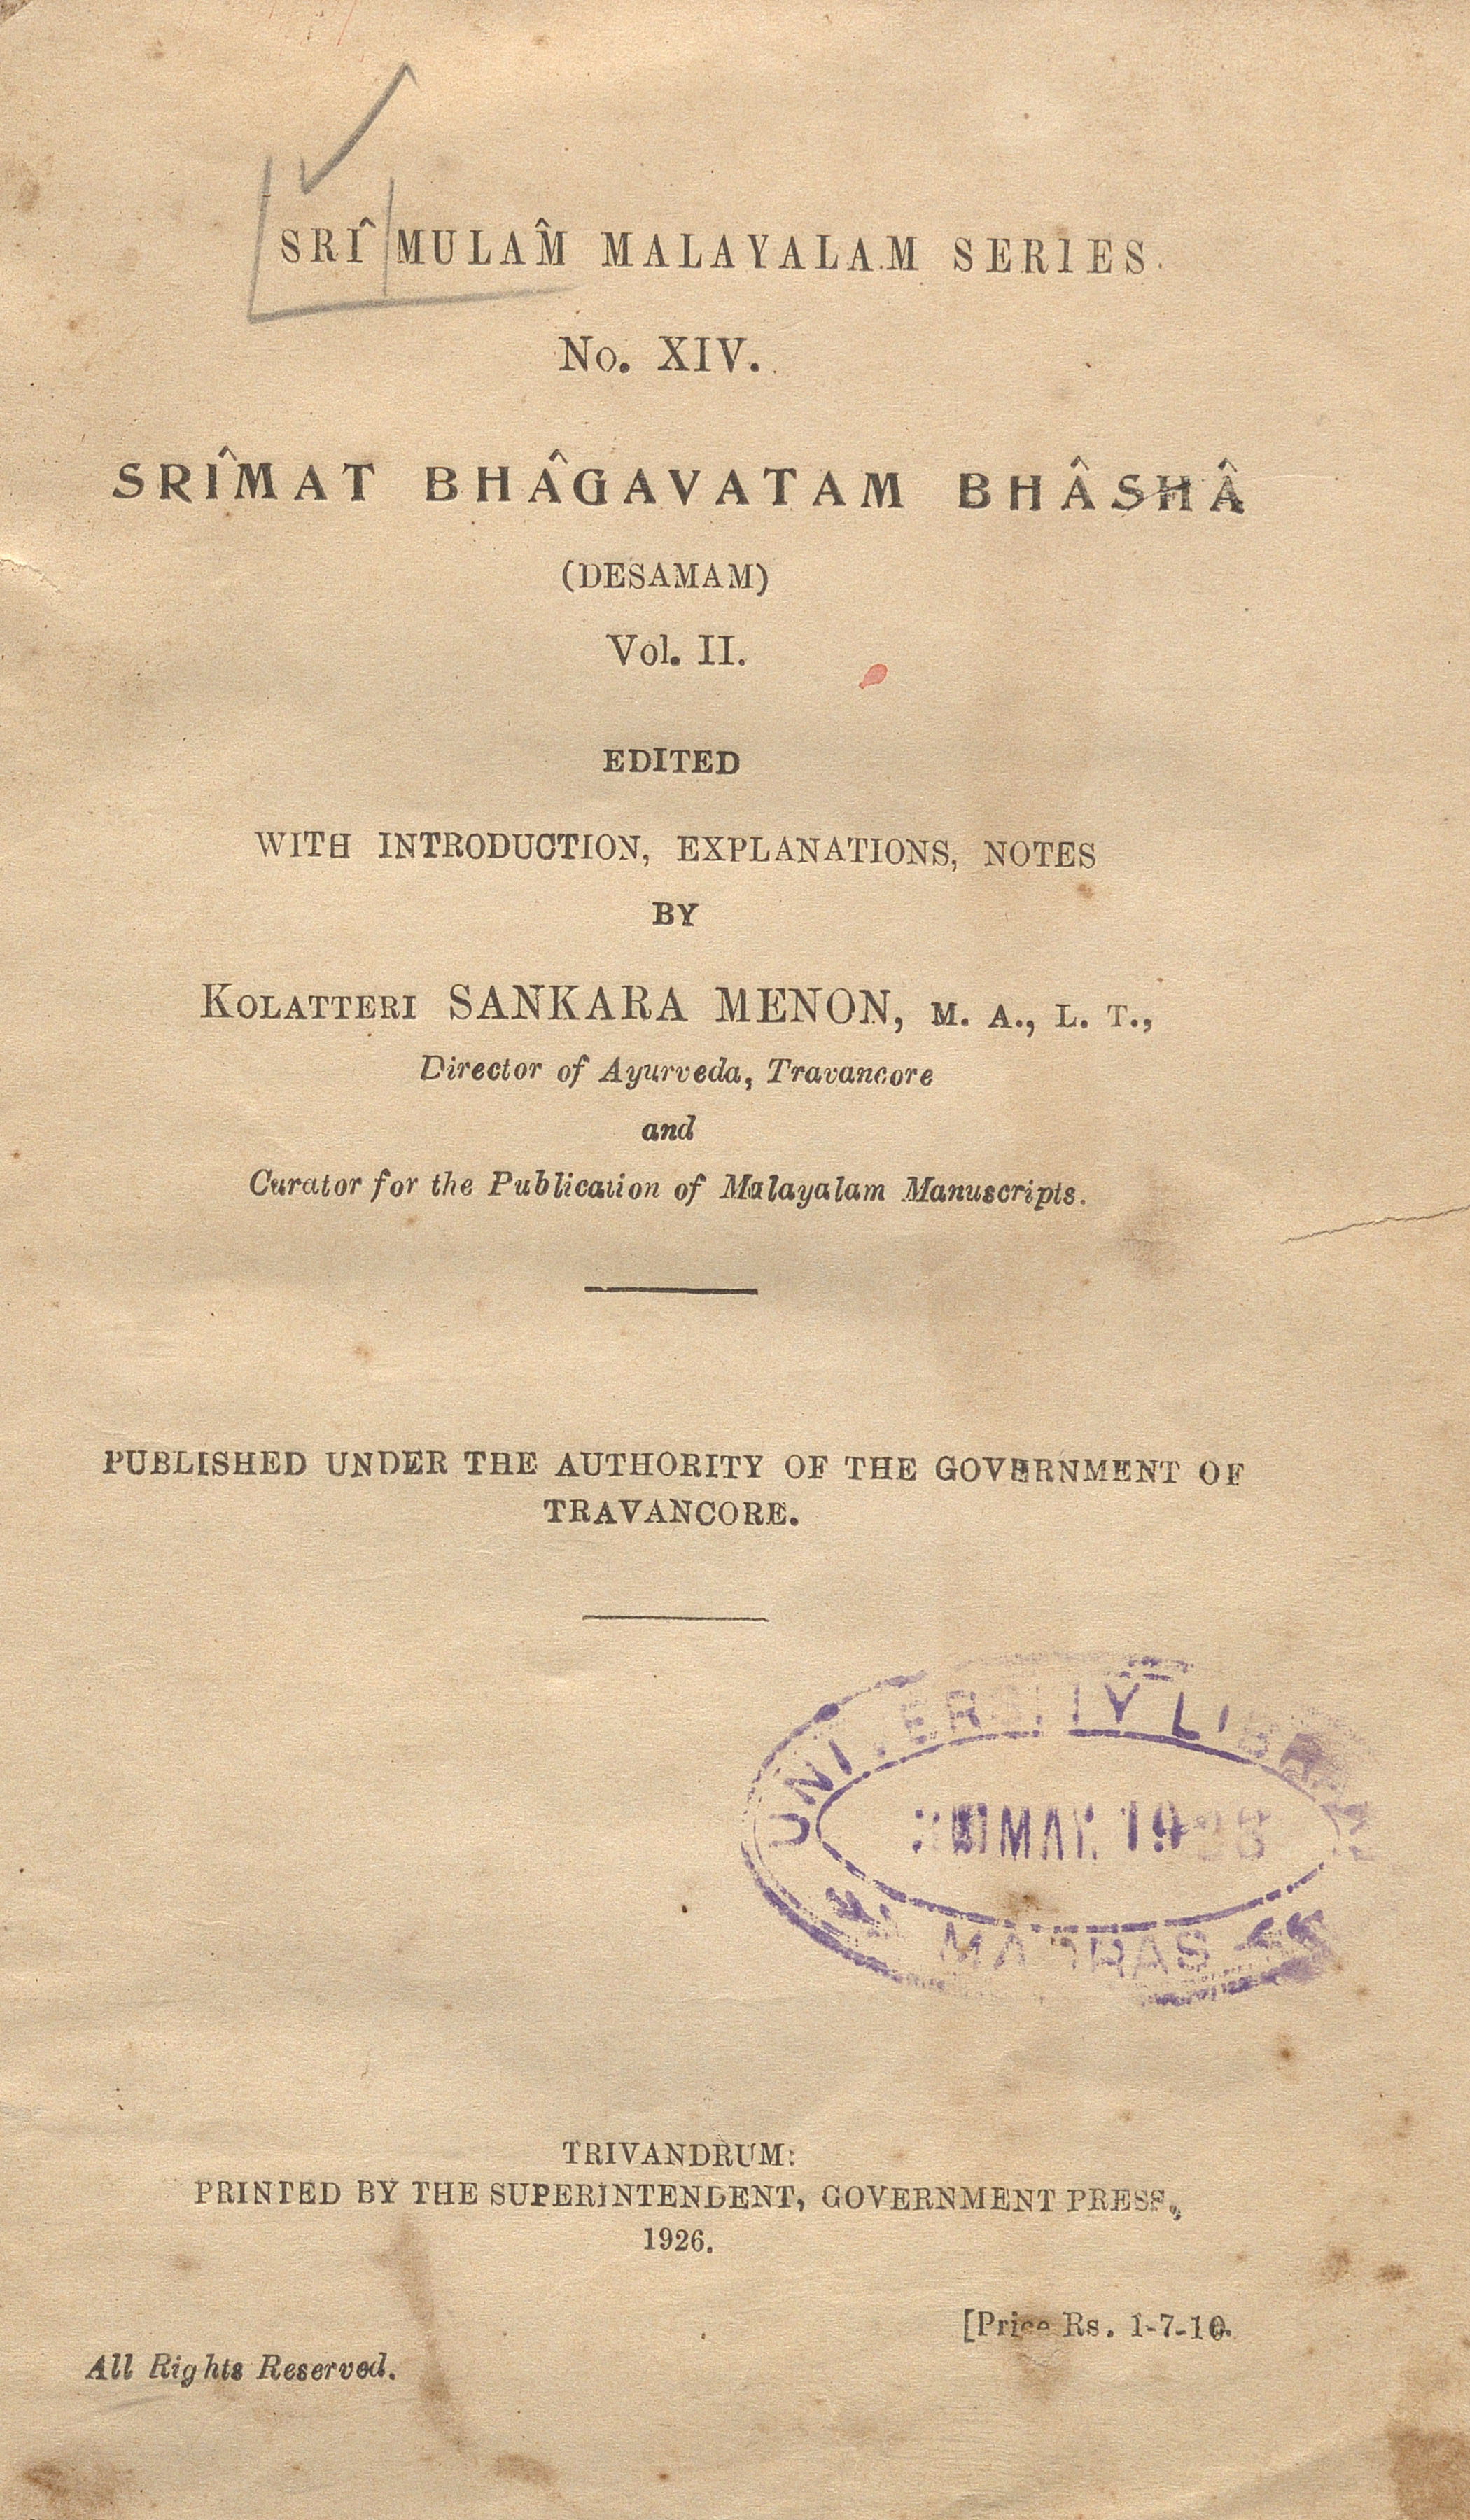 SRÎ MULAM̂ MALAYALAM SERIES.
No. XIV.
SRÎMAT BHÂGAVATAM BHÂSHÂ
(DESAMAM)
Vol. II.
EDITED
WITH INTRODUCTION, EXPLANATIONS, NOTES
BY
KOLATTERI SANKARA MENON, M. A., L. T.,
Director of Ayurveda, Travancore
and
Curator for the Publication of Malayalam Manuscripts.
PUBLISHED UNDER THE AUTHORITY OF THE GOVERNMENT OF
TRAVANCORE.
UNIVERSITY LIBRARY
MAY 19
MADRAS
TRIVANDRUM:
PRINTED BY THE SUPERINTENDENT, GOVERNMENT PRESS,
1926.
[Price Rs. 1-7-10.
All Rights Reserved.